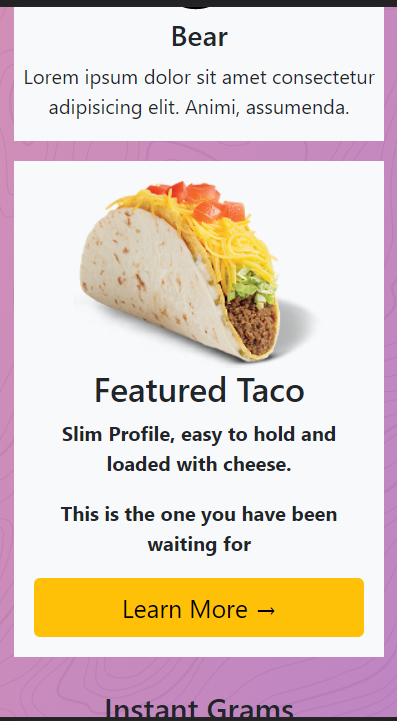 Bear
Lorem ipsum dolor sit amet consectetur
adipisicing elit. Animi, assumenda.
Featured Taco
Slim Profile, easy to hold and
loaded with cheese.
This is the one you have been
waiting for
Learn More →
Instant Grams